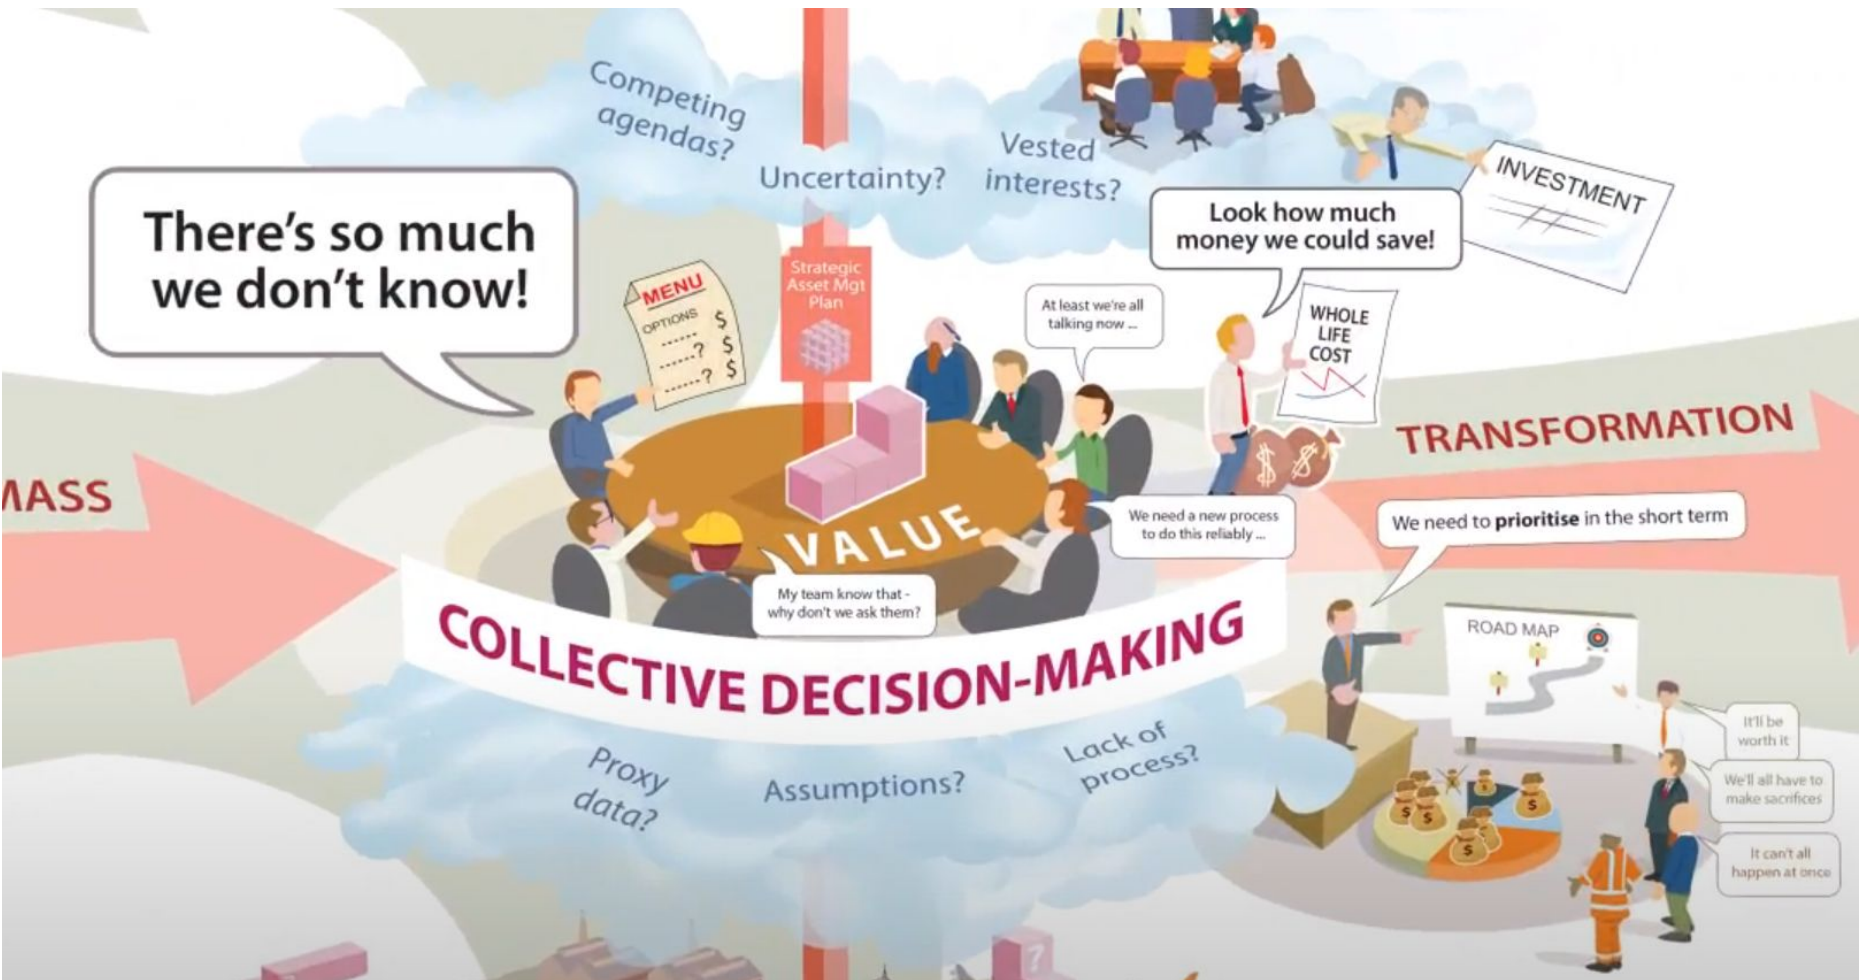 Competing
agendas?
Uncertainty?
Vested
interests?
INVESTMENT
There's so much
we don't know!
Look how much
money we could save!
MENU
OPTIONS $
......? $
......? $
Strategic
Asset Mgt
Plan
At least we're all
talking now ...
WHOLE
LIFE
COST
$ $
TRANSFORMATION
MASS
VALUE
We need a new process
to do this reliably ...
We need to prioritise in the short term
My team know that -
why don't we ask them?
COLLECTIVE DECISION-MAKING
ROAD MAP
It'll be
worth it
We'll all have to
make sacrifices
It can't all
happen at once
Proxy
data?
Assumptions?
Lack of
process?
$ $ $ $
?